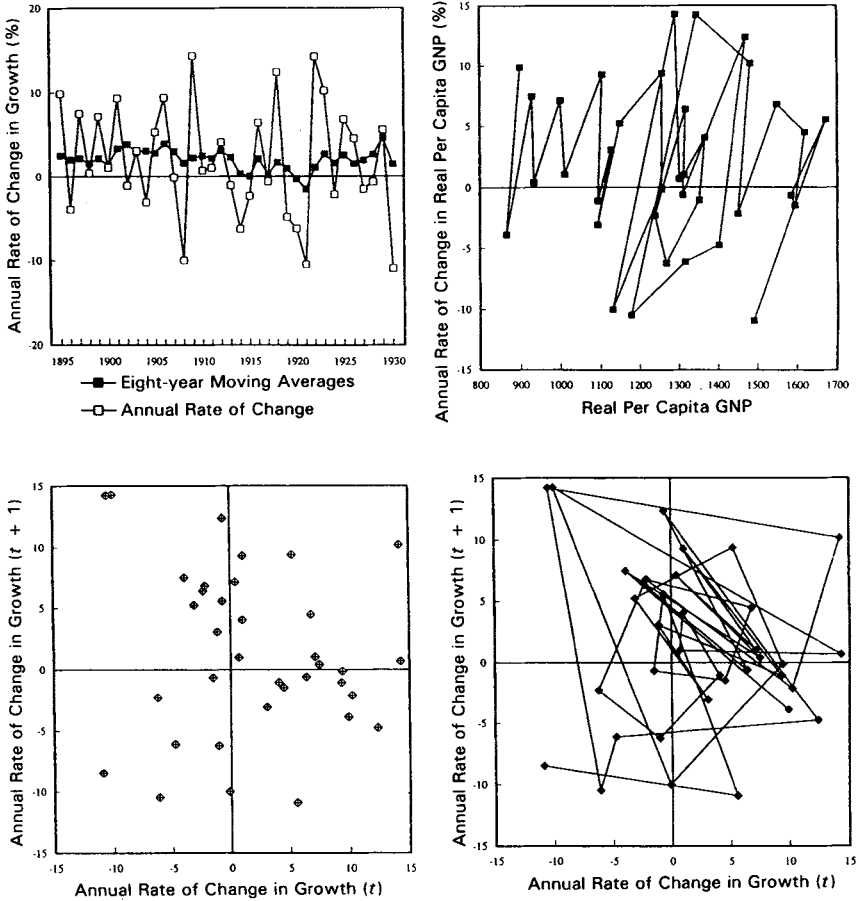 Annual Rate of Change in Growth (%)
20
10
0
-10
-20
1895 1900 1905 1910 1915 1920 1925 1930
Eight-year Moving Averages
Annual Rate of Change
Annual Rate of Change in Real Per Capita GNP (%)
15
10
5
0
-5
-10
-15
800 900 1000 1100 1200 1300 1400 1500 1600 1700
Real Per Capita GNP
Annual Rate of Change in Growth (t + 1)
15
10
5
0
-5
-10
-15
-15 -10 -5 0 5 10 15
Annual Rate of Change in Growth (t)
Annual Rate of Change in Growth (t + 1)
15
10
5
0
-5
-10
-15
-15 -10 -5 0 5 10 15
Annual Rate of Change in Growth (t)